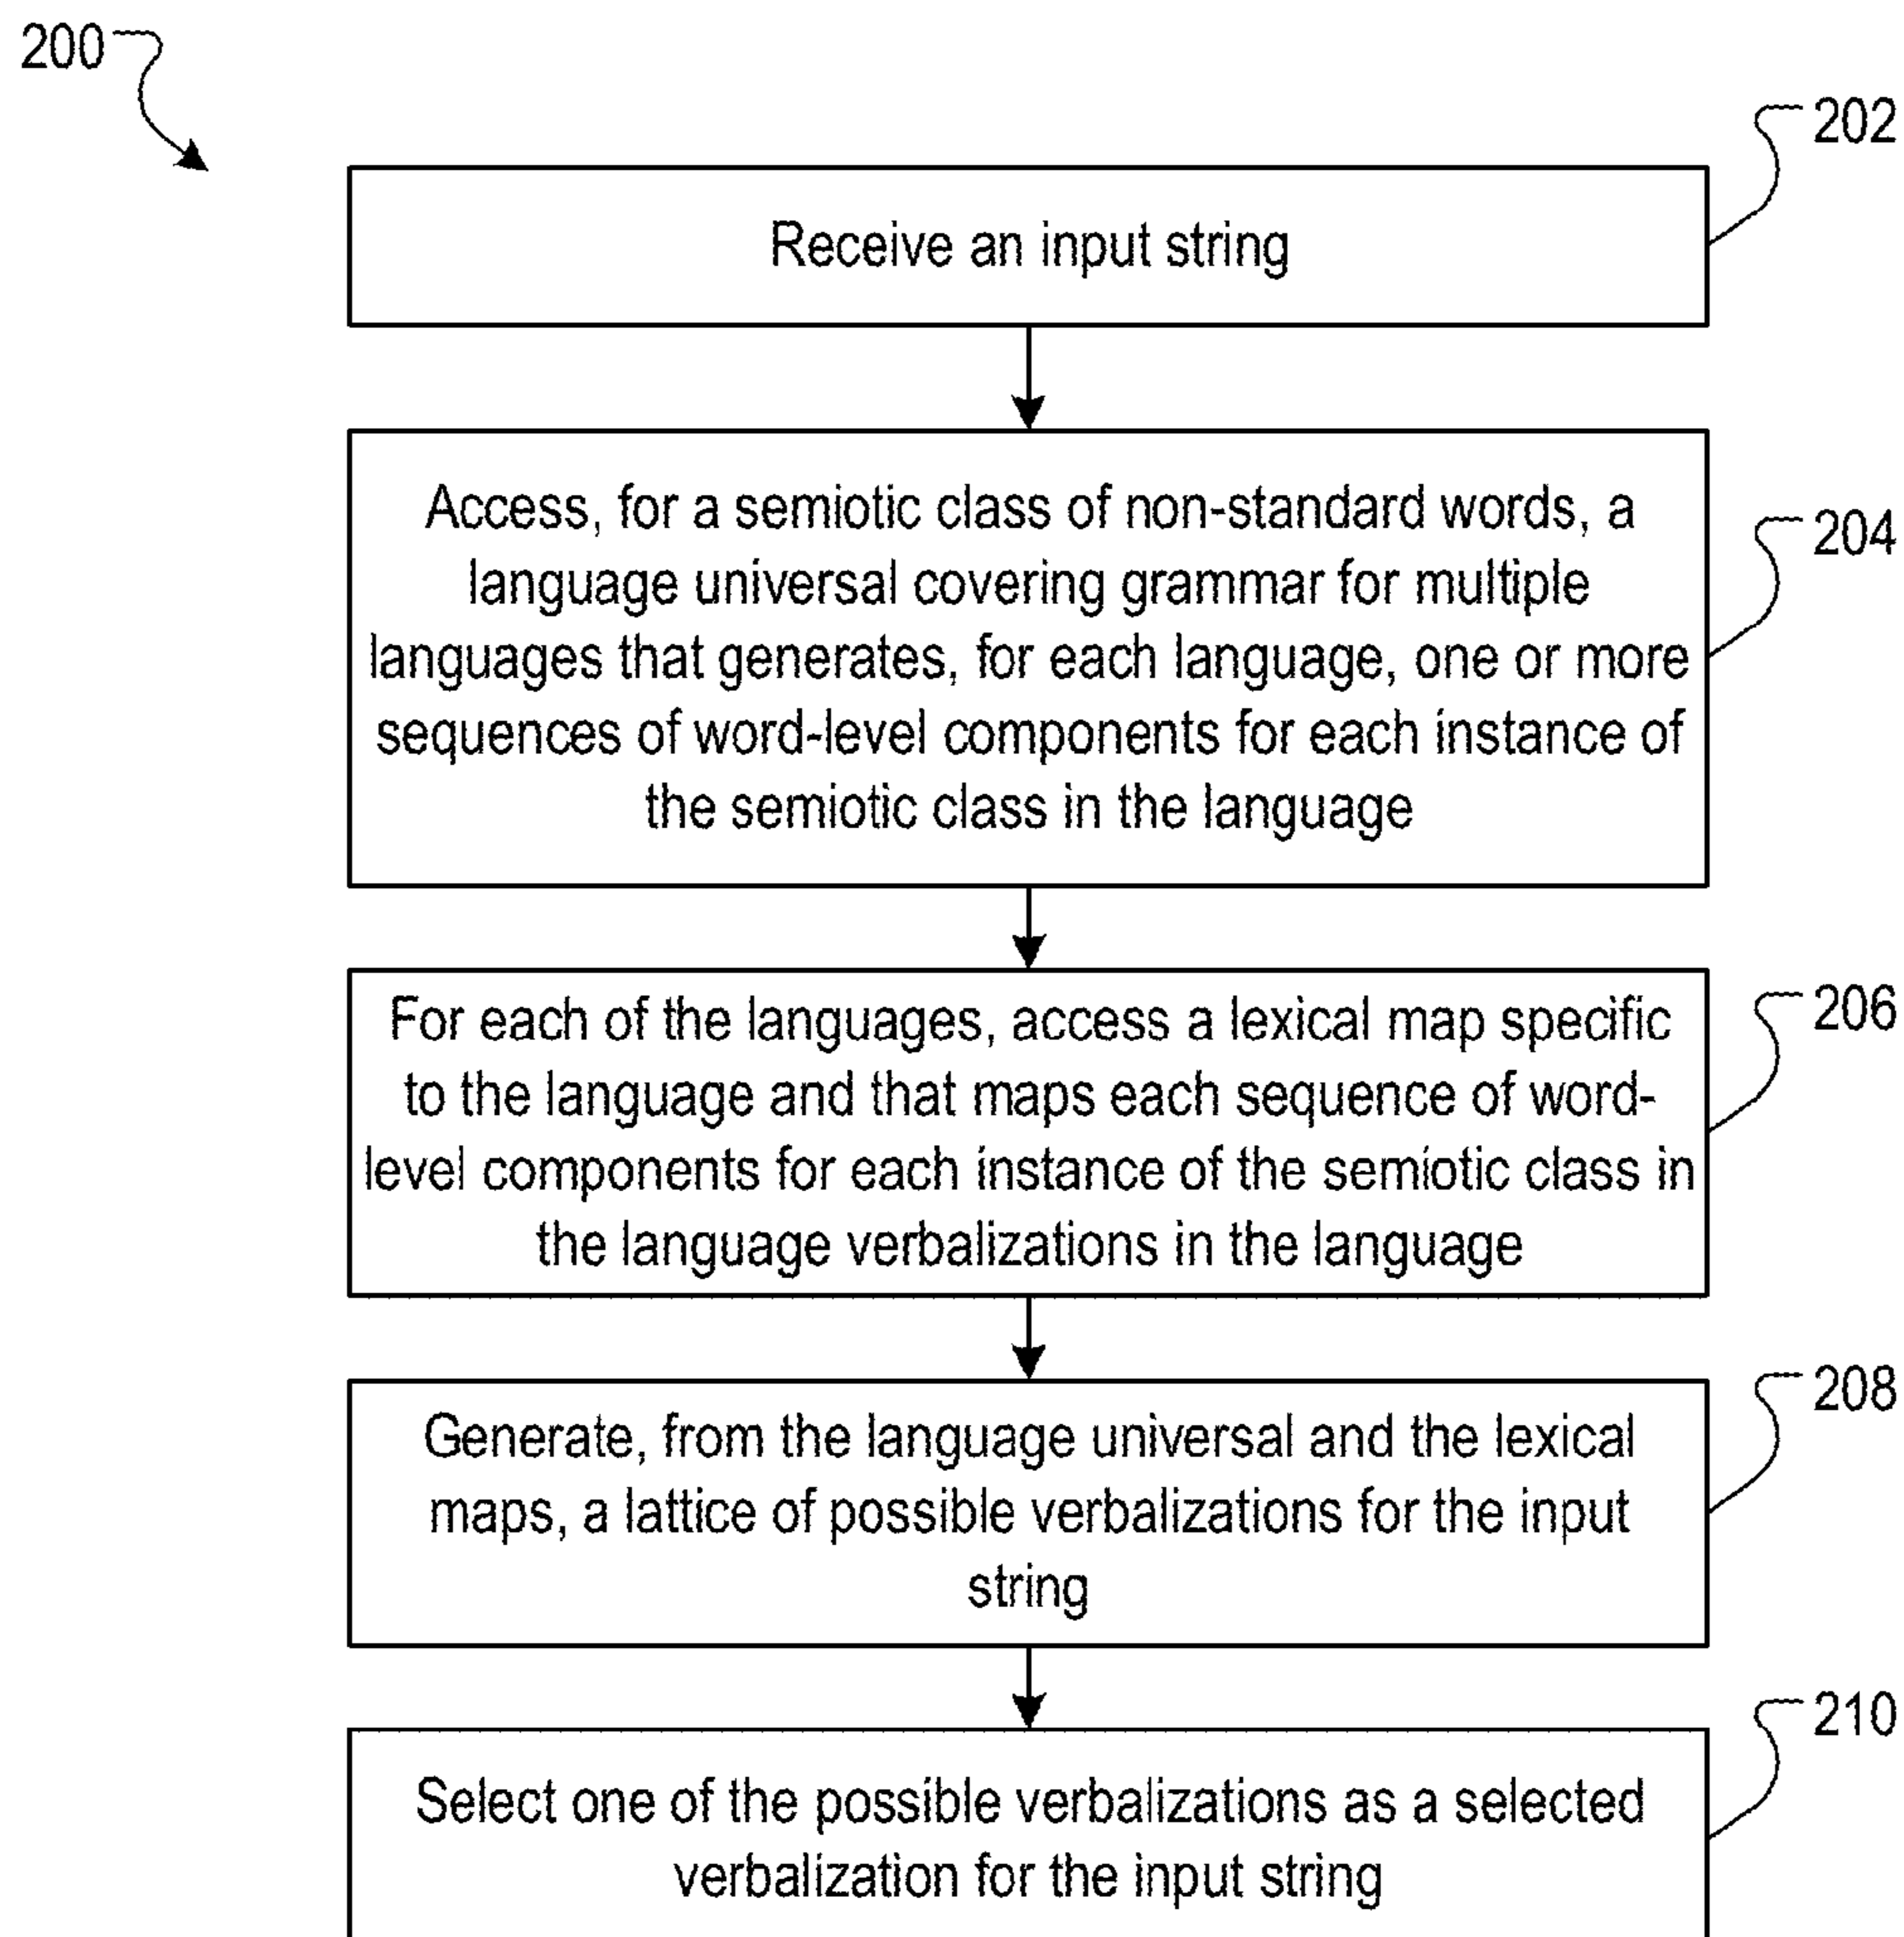 200
202
Receive an input string
204
Access, for a semiotic class of non-standard words, a
language universal covering grammar for multiple
languages that generates, for each language, one or more
sequences of word-level components for each instance of
the semiotic class in the language
206
For each of the languages, access a lexical map specific
to the language and that maps each sequence of word-
level components for each instance of the semiotic class in
the language verbalizations in the language
208
Generate, from the language universal and the lexical
maps, a lattice of possible verbalizations for the input
string
210
Select one of the possible verbalizations as a selected
verbalization for the input string